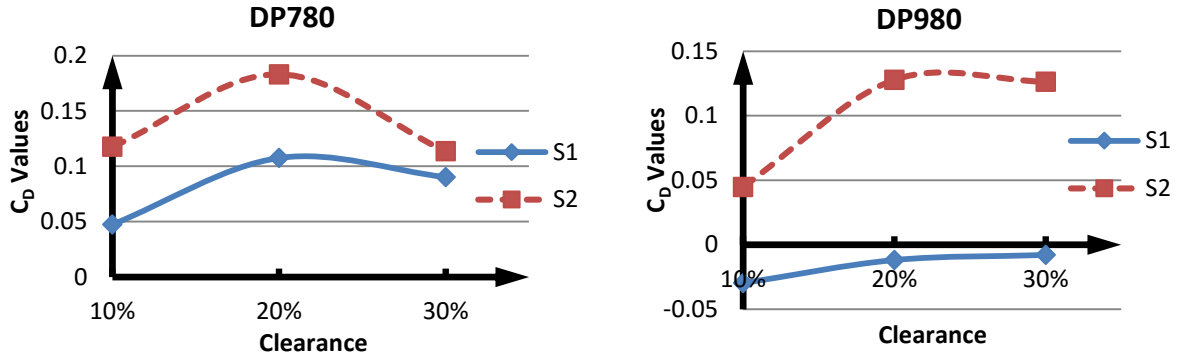 DP780
0.2
0.15
0.1
0.05
0
C_D Values
10% 20% 30%
Clearance
S1
S2
DP980
0.15
0.1
0.05
0
-0.05
C_D Values
10% 20% 30%
Clearance
S1
S2